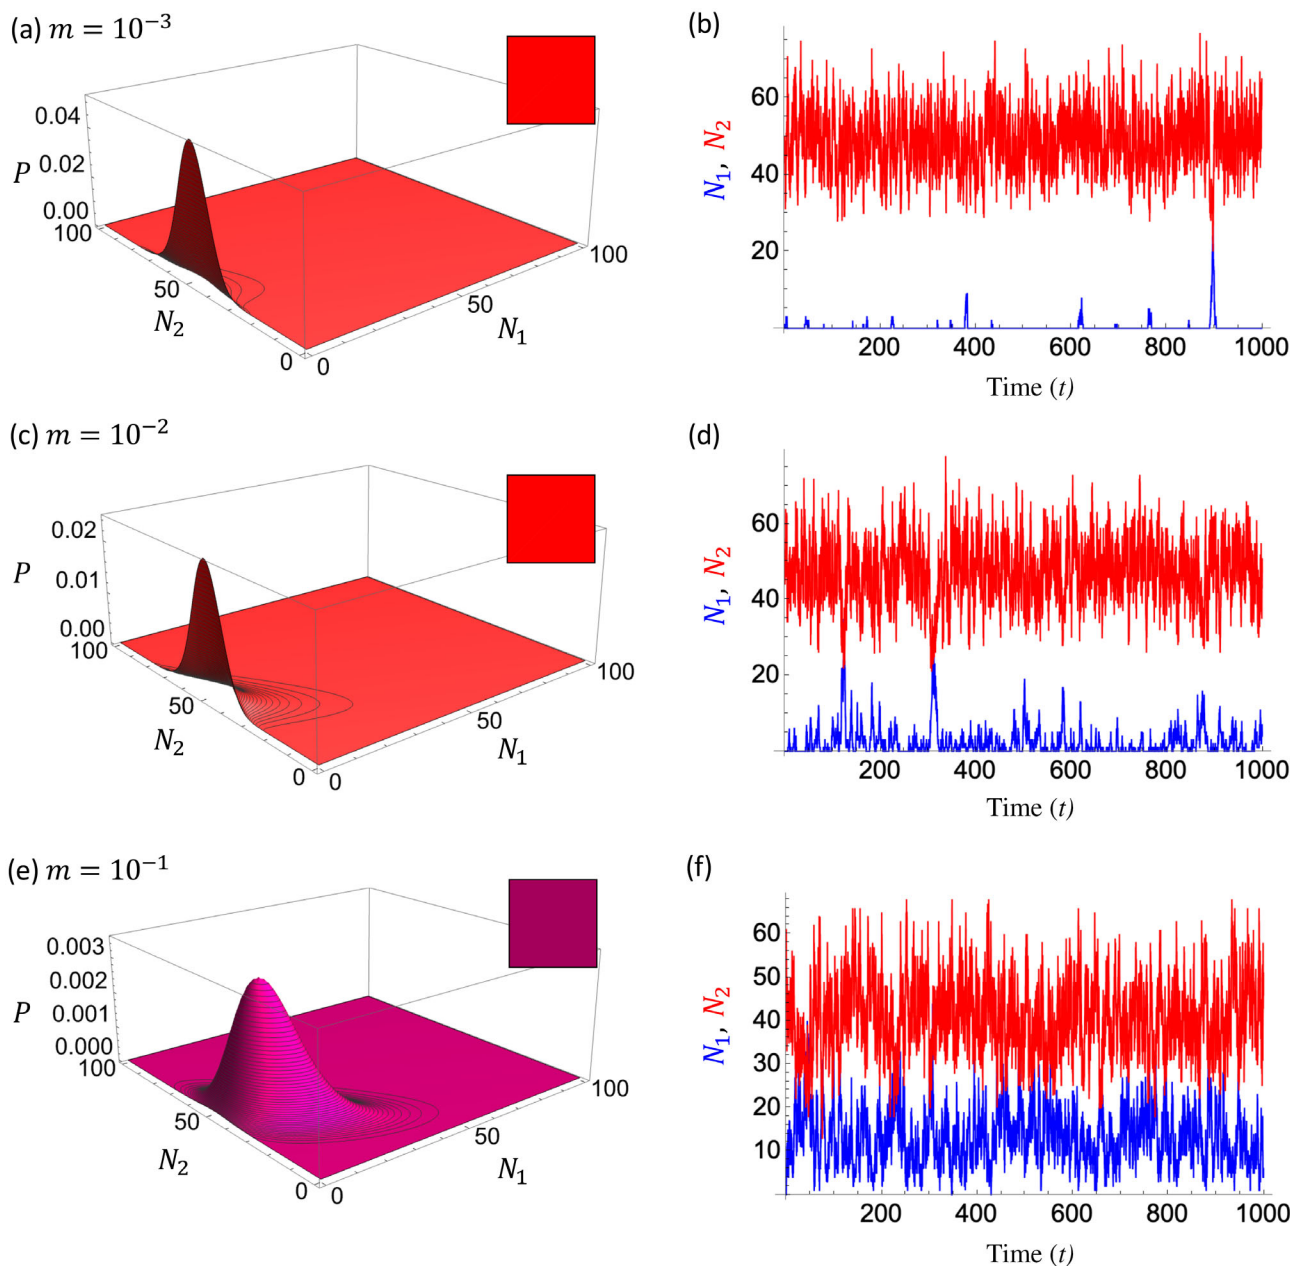 (a) m = 10⁻³
0.04
0.02
P
0.00
100
50
N₂
0
0
N₁
50
100
(b)
60
40
20
N₁, N₂
200 400 600 800 1000
Time (t)
(c) m = 10⁻²
0.02
0.01
P
0.00
100
50
N₂
0
0
N₁
50
100
(d)
60
40
20
N₁, N₂
200 400 600 800 1000
Time (t)
(e) m = 10⁻¹
0.003
0.002
0.001
P
0.000
100
50
N₂
0
0
N₁
50
100
(f)
60
50
40
30
20
10
N₁, N₂
200 400 600 800 1000
Time (t)